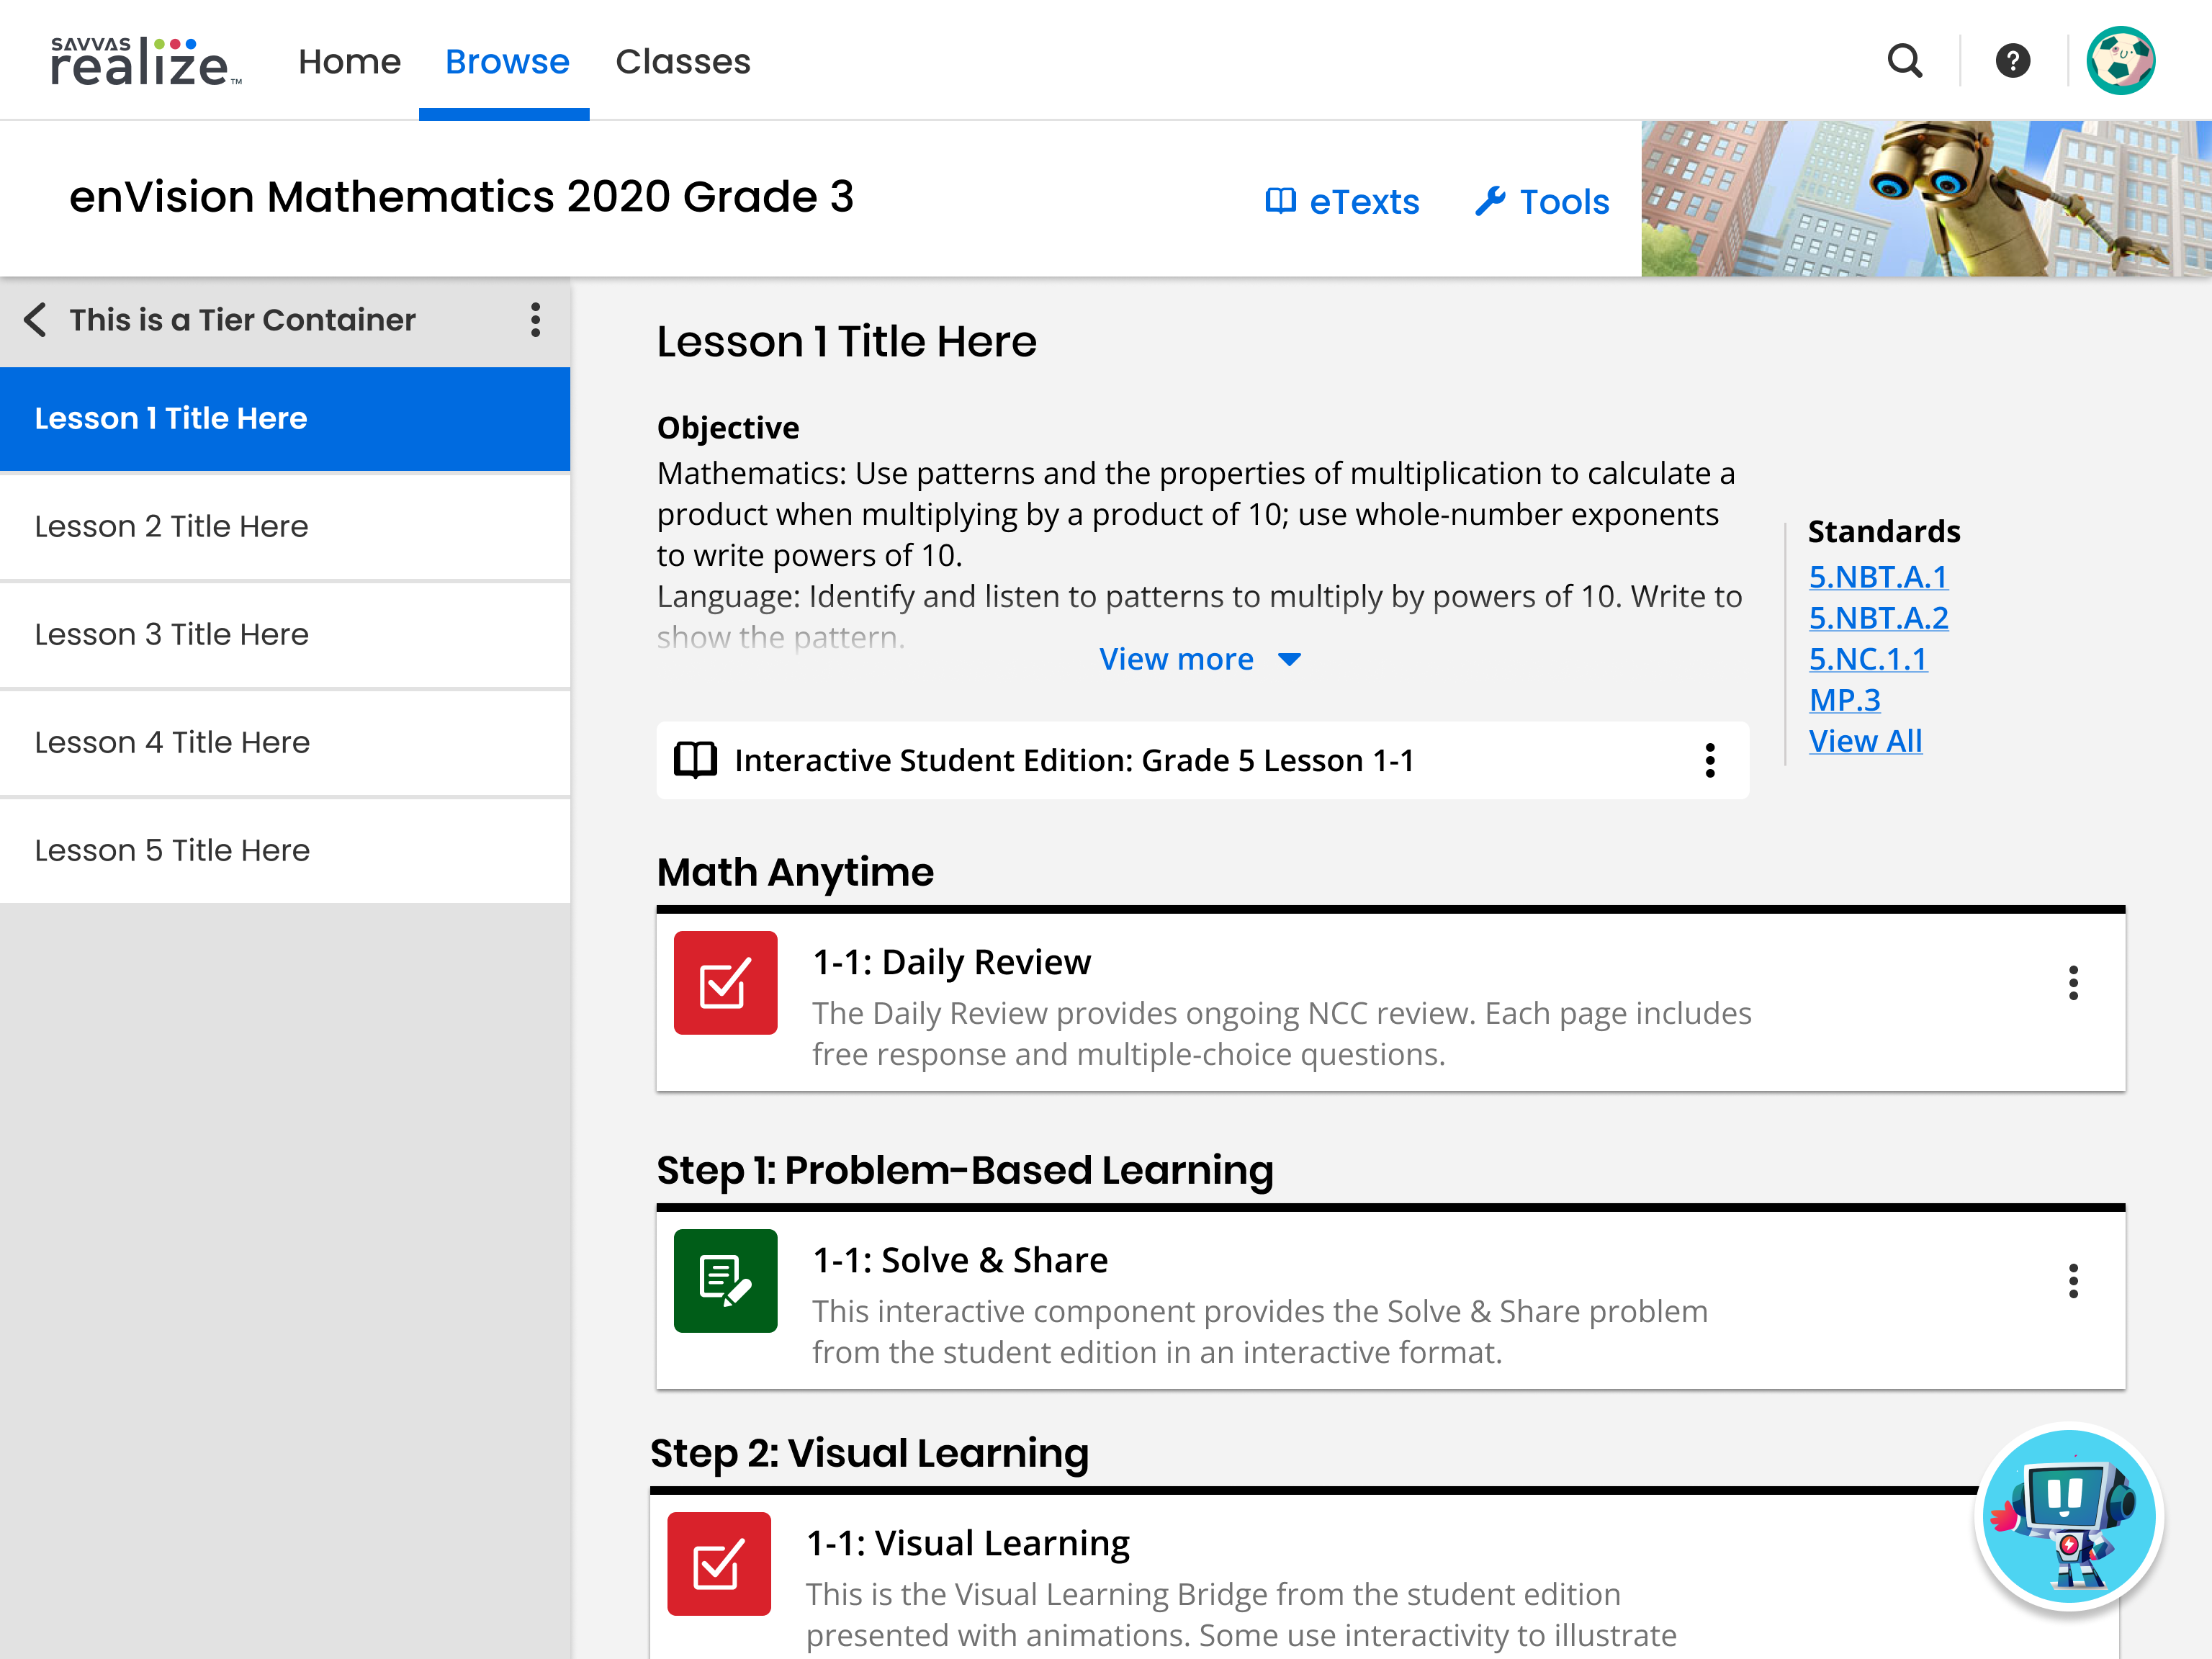 SAVVAS
realize™
Home Browse Classes
?
enVision Mathematics 2020 Grade 3
eTexts Tools
This is a Tier Container
Lesson 1 Title Here
Lesson 2 Title Here
Lesson 3 Title Here
Lesson 4 Title Here
Lesson 5 Title Here
Lesson 1 Title Here
Objective
Mathematics: Use patterns and the properties of multiplication to calculate a
product when multiplying by a product of 10; use whole-number exponents
to write powers of 10.
Language: Identify and listen to patterns to multiply by powers of 10. Write to
show the pattern.
View more
Standards
5.NBT.A.1
5.NBT.A.2
5.NC.1.1
MP.3
View All
Interactive Student Edition: Grade 5 Lesson 1-1
Math Anytime
1-1: Daily Review
The Daily Review provides ongoing NCC review. Each page includes
free response and multiple-choice questions.
Step 1: Problem-Based Learning
1-1: Solve & Share
This interactive component provides the Solve & Share problem
from the student edition in an interactive format.
Step 2: Visual Learning
1-1: Visual Learning
This is the Visual Learning Bridge from the student edition
presented with animations. Some use interactivity to illustrate